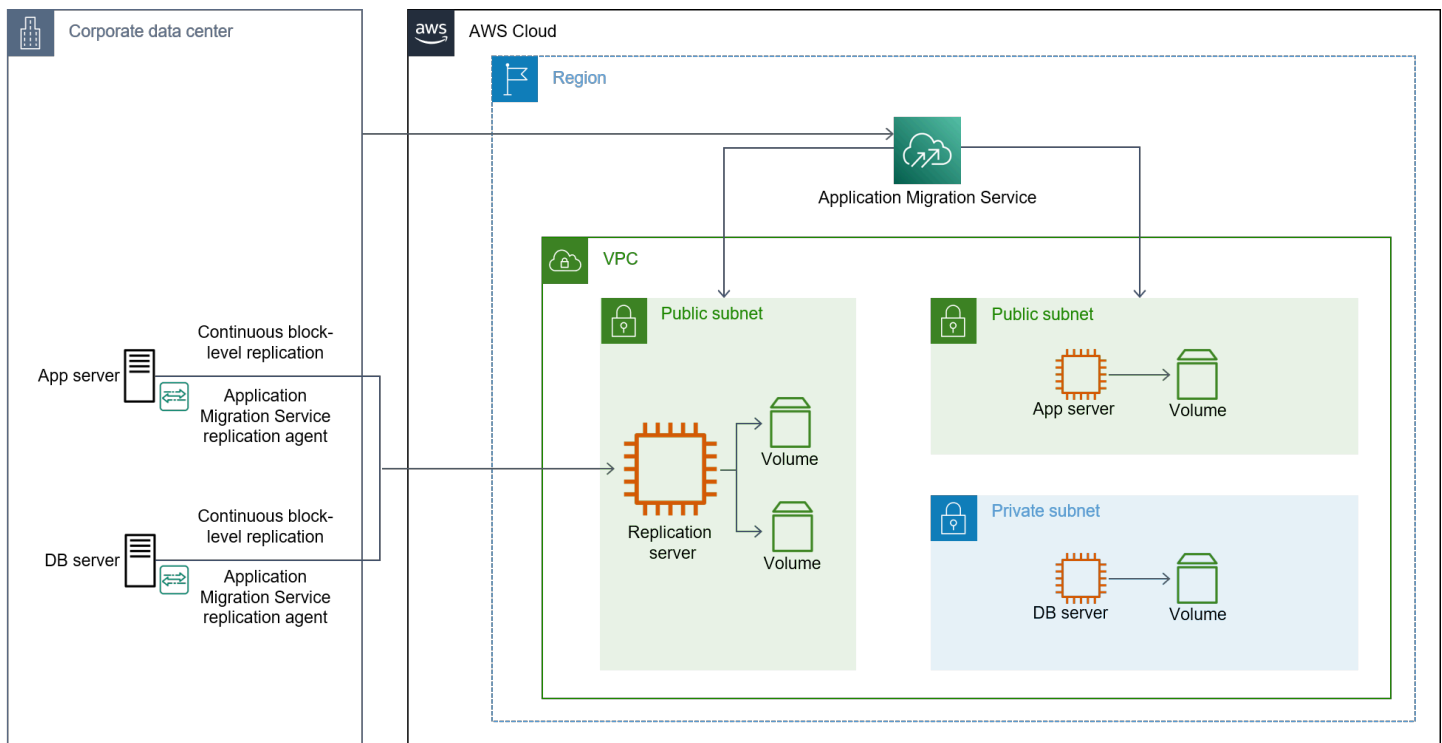 Corporate data center
aws
AWS Cloud
Region
Application Migration Service
VPC
Continuous block-
level replication
App server
Application
Migration Service
replication agent
Continuous block-
level replication
DB server
Application
Migration Service
replication agent
Public subnet
Volume
Replication
server
Volume
Public subnet
App server
Volume
Private subnet
DB server
Volume